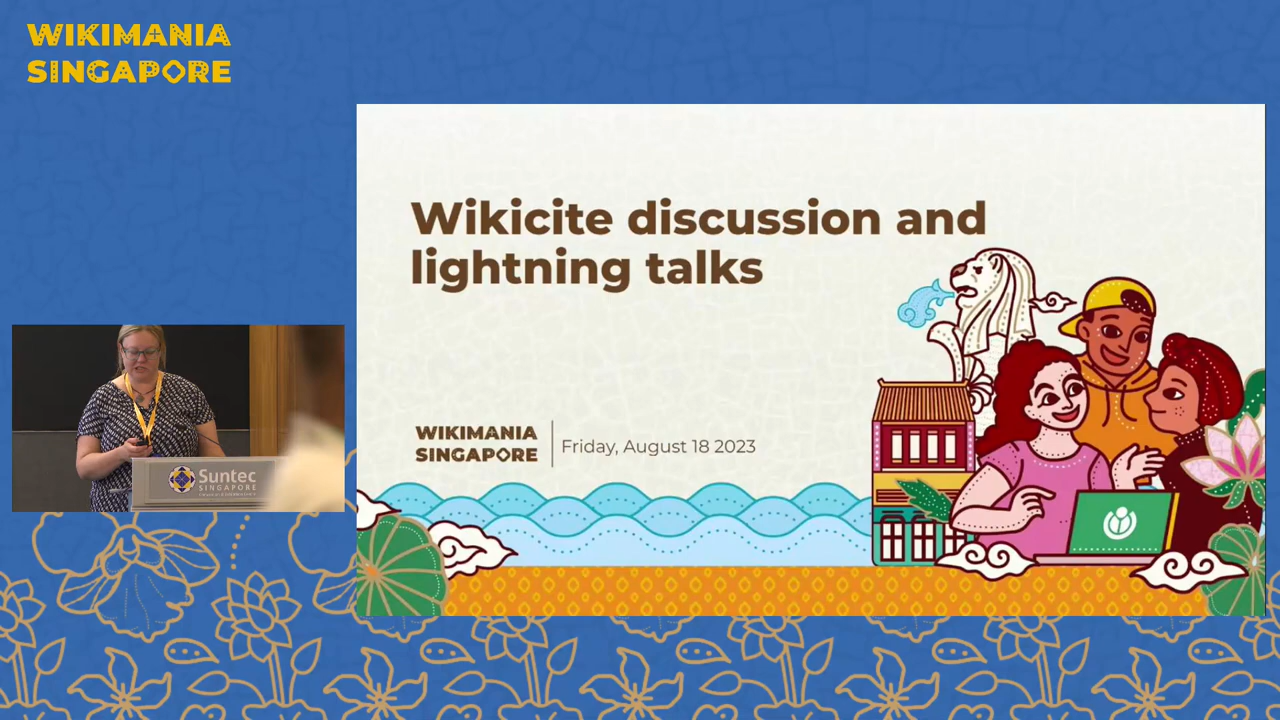 WIKIMANIA
SINGAPORE
Wikicite discussion and
lightning talks
WIKIMANIA
SINGAPORE
Friday, August 18 2023
Suntec
SINGAPORE